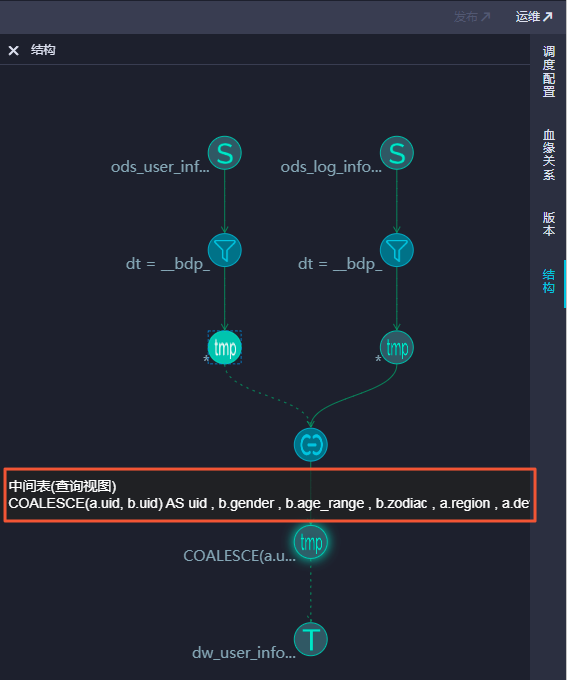 发布
运维
结构
调度配置
血缘关系
版本
结构
S
S
ods_user_inf...
ods_log_info...
dt = __bdp_
dt = __bdp_
tmp
tmp
*
*
中间表(查询视图)
COALESCE(a.uid, b.uid) AS uid , b.gender , b.age_range , b.zodiac , a.region , a.de
tmp
COALESCE(a.u...
T
dw_user_info...